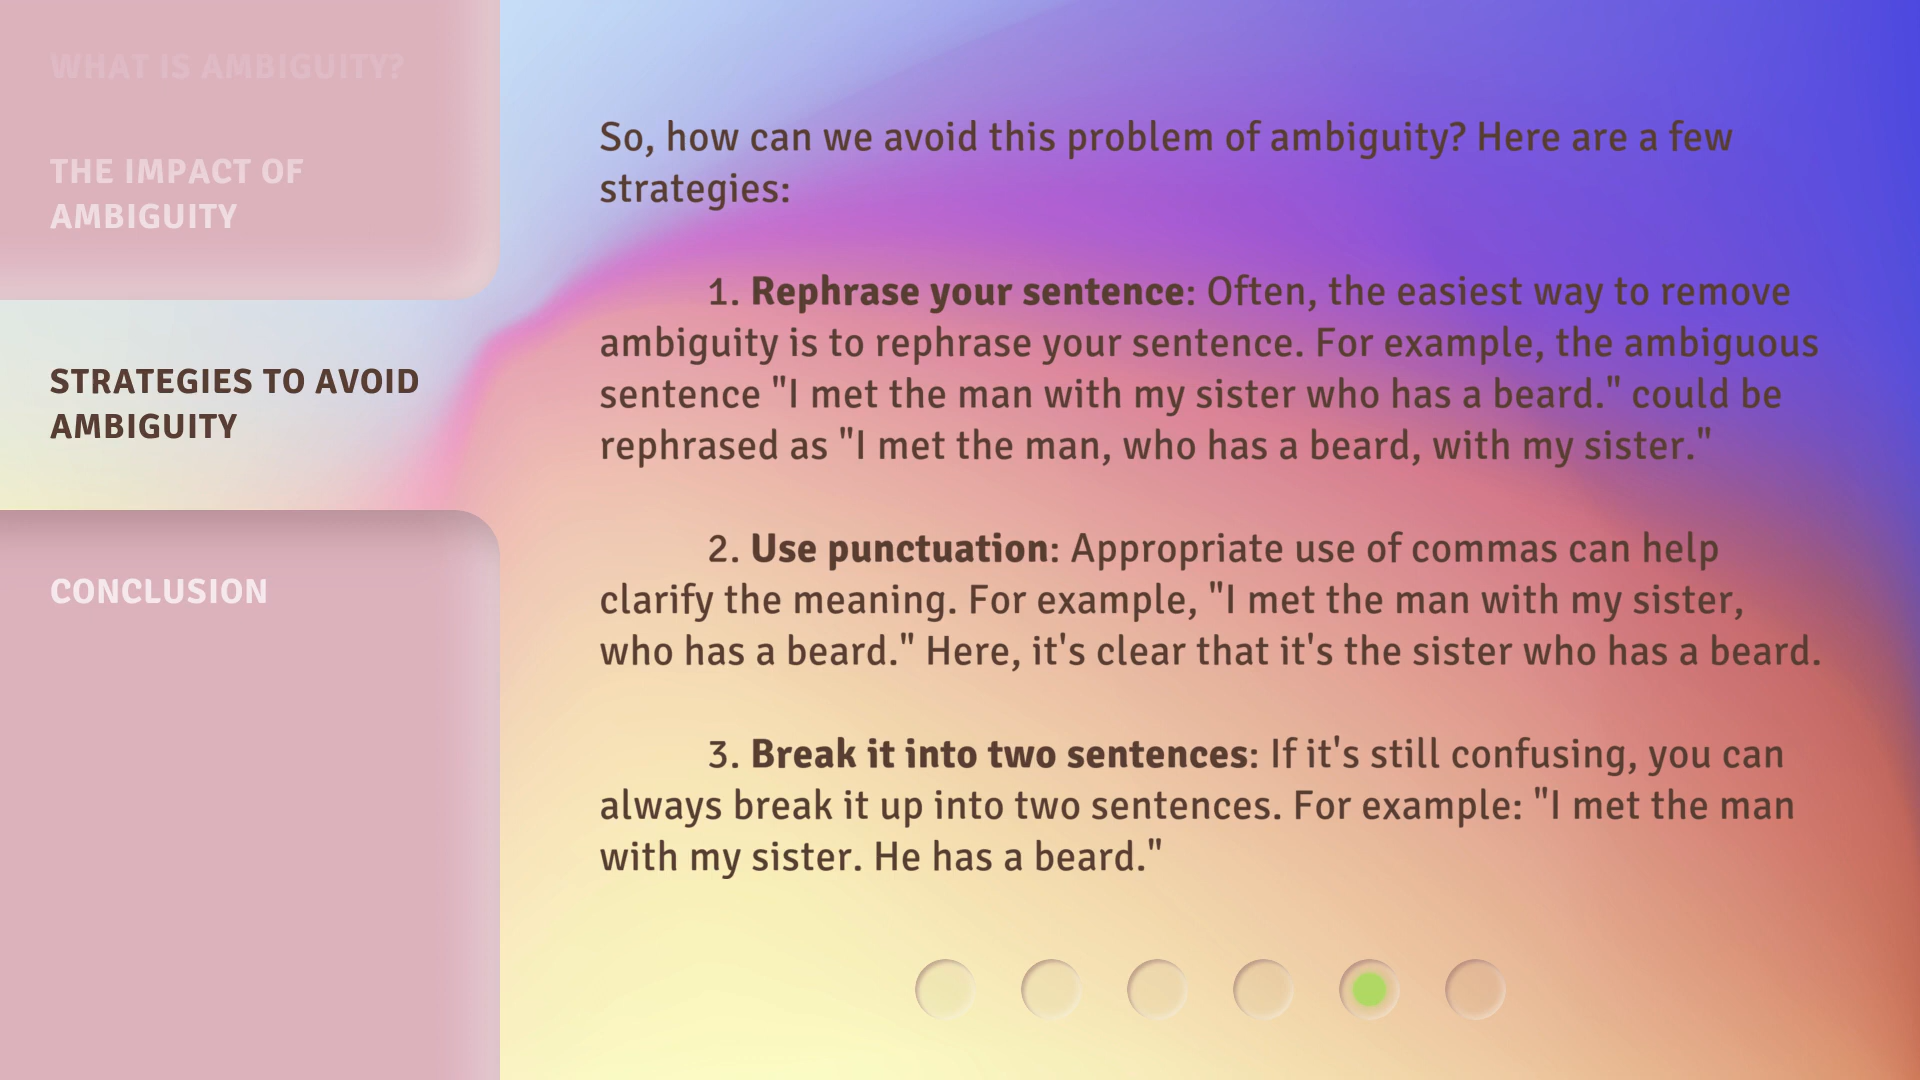 WHAT IS AMBIGUITY?
THE IMPACT OF
AMBIGUITY
STRATEGIES TO AVOID
AMBIGUITY
CONCLUSION
So, how can we avoid this problem of ambiguity? Here are a few
strategies:
1. Rephrase your sentence: Often, the easiest way to remove
ambiguity is to rephrase your sentence. For example, the ambiguous
sentence "I met the man with my sister who has a beard." could be
rephrased as "I met the man, who has a beard, with my sister."
2. Use punctuation: Appropriate use of commas can help
clarify the meaning. For example, "I met the man with my sister,
who has a beard." Here, it's clear that it's the sister who has a beard.
3. Break it into two sentences: If it's still confusing, you can
always break it up into two sentences. For example: "I met the man
with my sister. He has a beard."